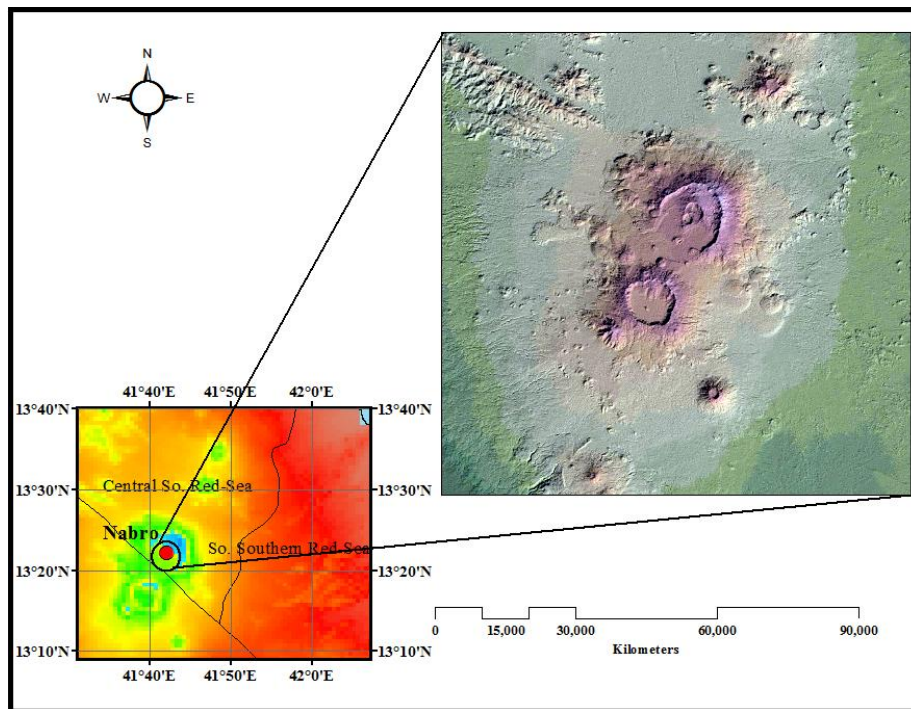 N
W E
S
41°40'E 41°50'E 42°0'E
13°40'N 13°40'N
13°30'N 13°30'N
Central So. Red-Sea
Nabro
So. Southern Red-Sea
13°20'N 13°20'N
13°10'N 13°10'N
41°40'E 41°50'E 42°0'E
0 15,000 30,000 60,000 90,000
Kilometers